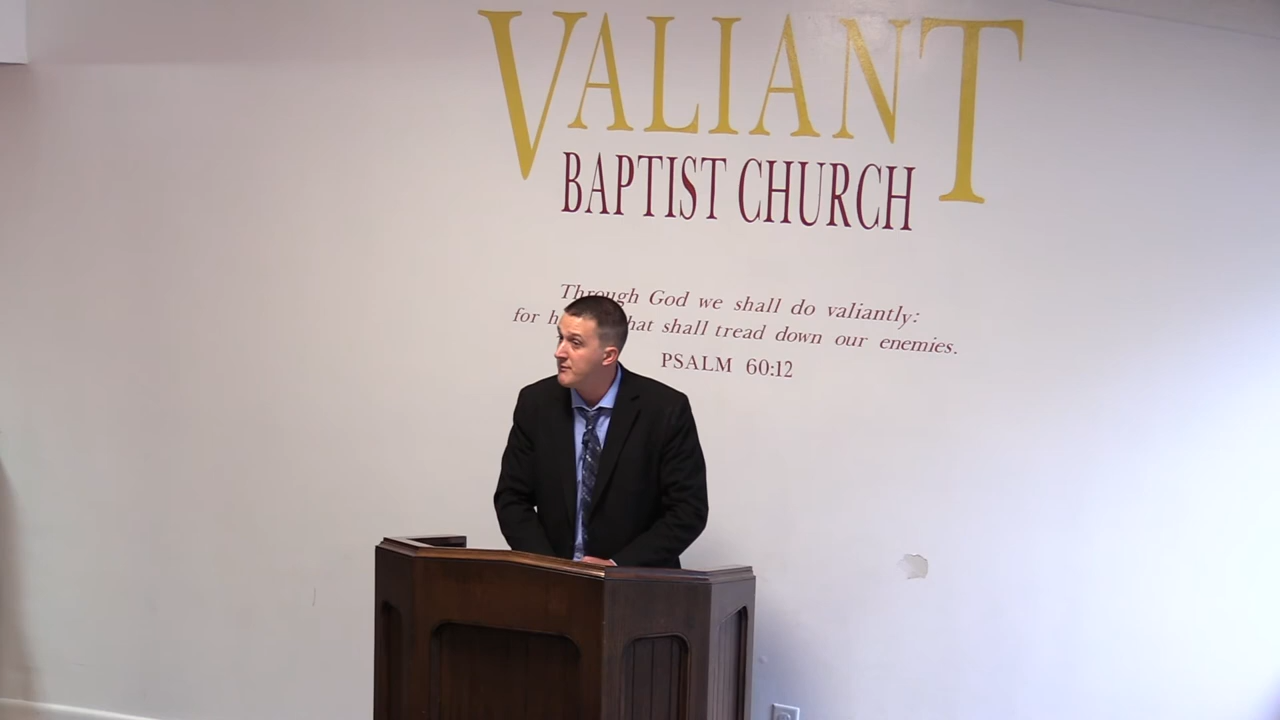 VALIANT
BAPTIST CHURCH
Through God we shall do valiantly:
for hat shall tread down our enemies.
PSALM 60:12